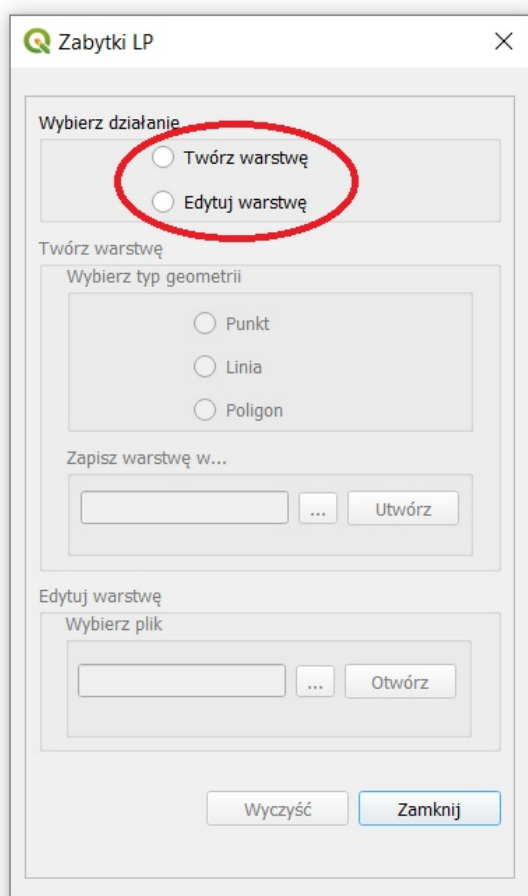 Zabytki LP
Wybierz działanie
Twórz warstwę
Edytuj warstwę
Twórz warstwę
Wybierz typ geometrii
Punkt
Linia
Poligon
Zapisz warstwę w...
... Utwórz
Edytuj warstwę
Wybierz plik
... Otwórz
Wyczyść Zamknij